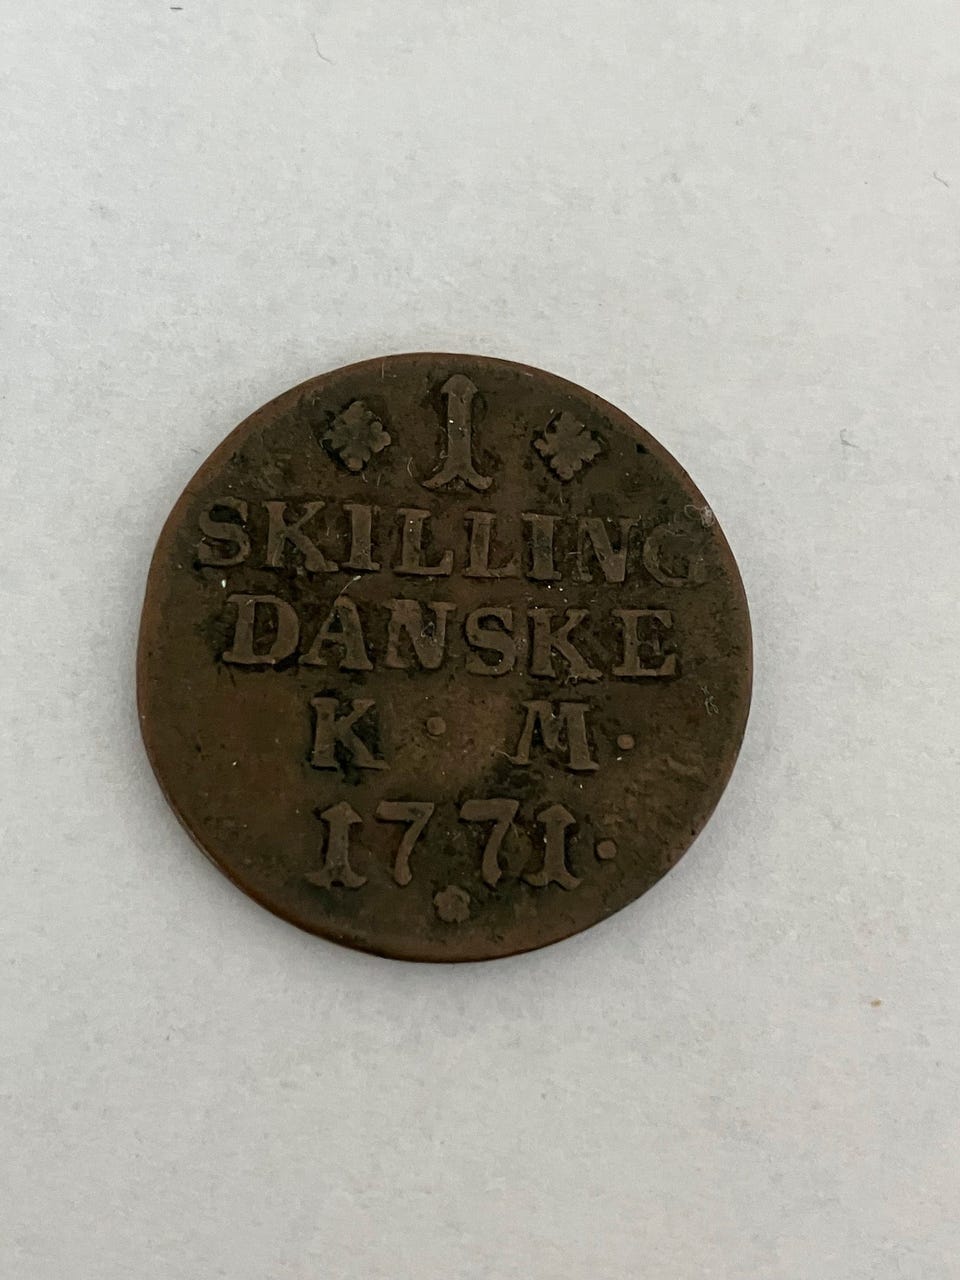 1
SKILLING
DANSKE
K · M ·
1771 ·